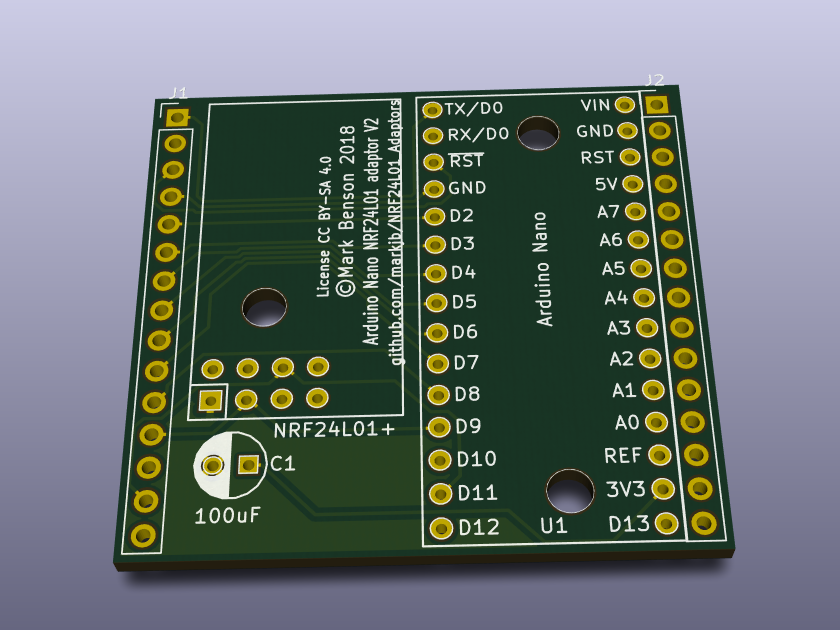 J1
J2
License CC BY-SA 4.0
©Mark Benson 2018
Arduino Nano NRF24L01 adaptor V2
github.com/markjb/NRF24L01_Adaptors
NRF24L01+
C1
100uF
TX/D0
RX/D0
RST
GND
D2
D3
D4
D5
D6
D7
D8
D9
D10
D11
D12
Arduino Nano
U1
VIN
GND
RST
5V
A7
A6
A5
A4
A3
A2
A1
A0
REF
3V3
D13